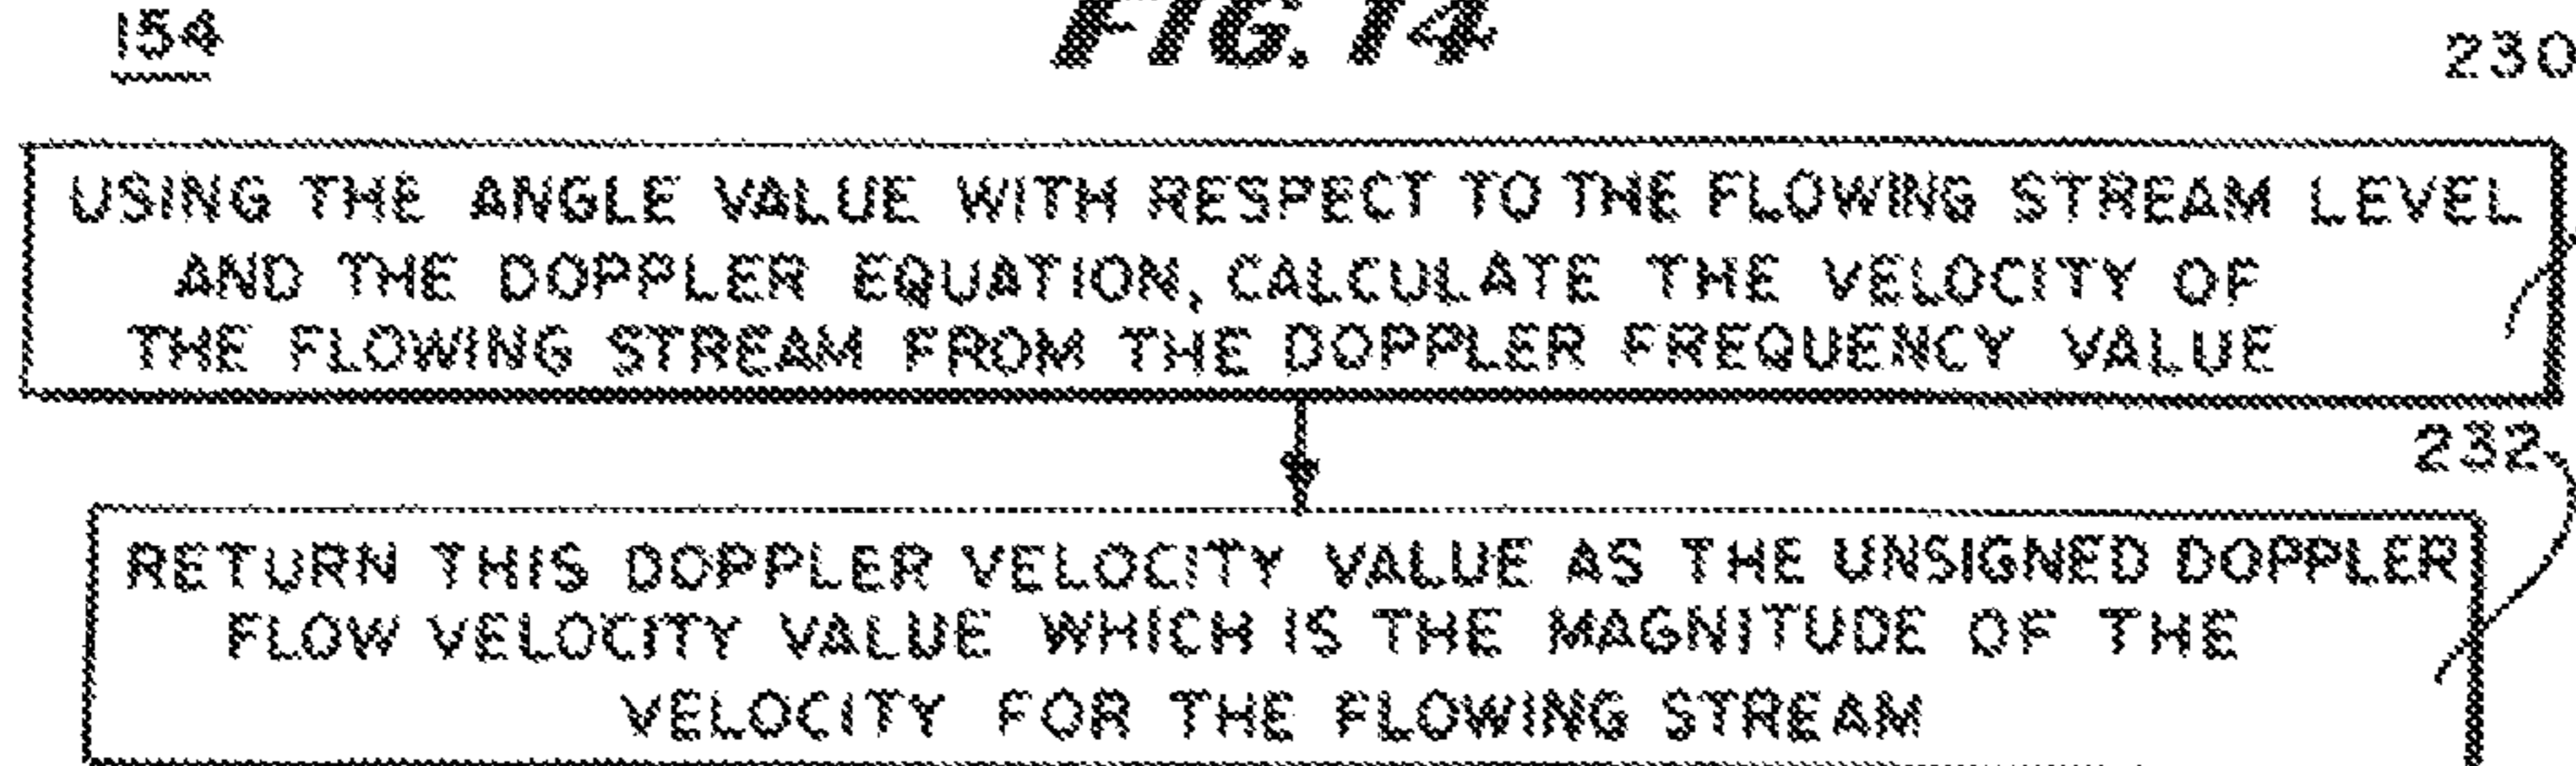 154
FIG. 14
230
USING THE ANGLE VALUE WITH RESPECT TO THE FLOWING STREAM LEVEL
AND THE DOPPLER EQUATION, CALCULATE THE VELOCITY OF
THE FLOWING STREAM FROM THE DOPPLER FREQUENCY VALUE
232
RETURN THIS DOPPLER VELOCITY VALUE AS THE UNSIGNED DOPPLER
FLOW VELOCITY VALUE WHICH IS THE MAGNITUDE OF THE
VELOCITY FOR THE FLOWING STREAM